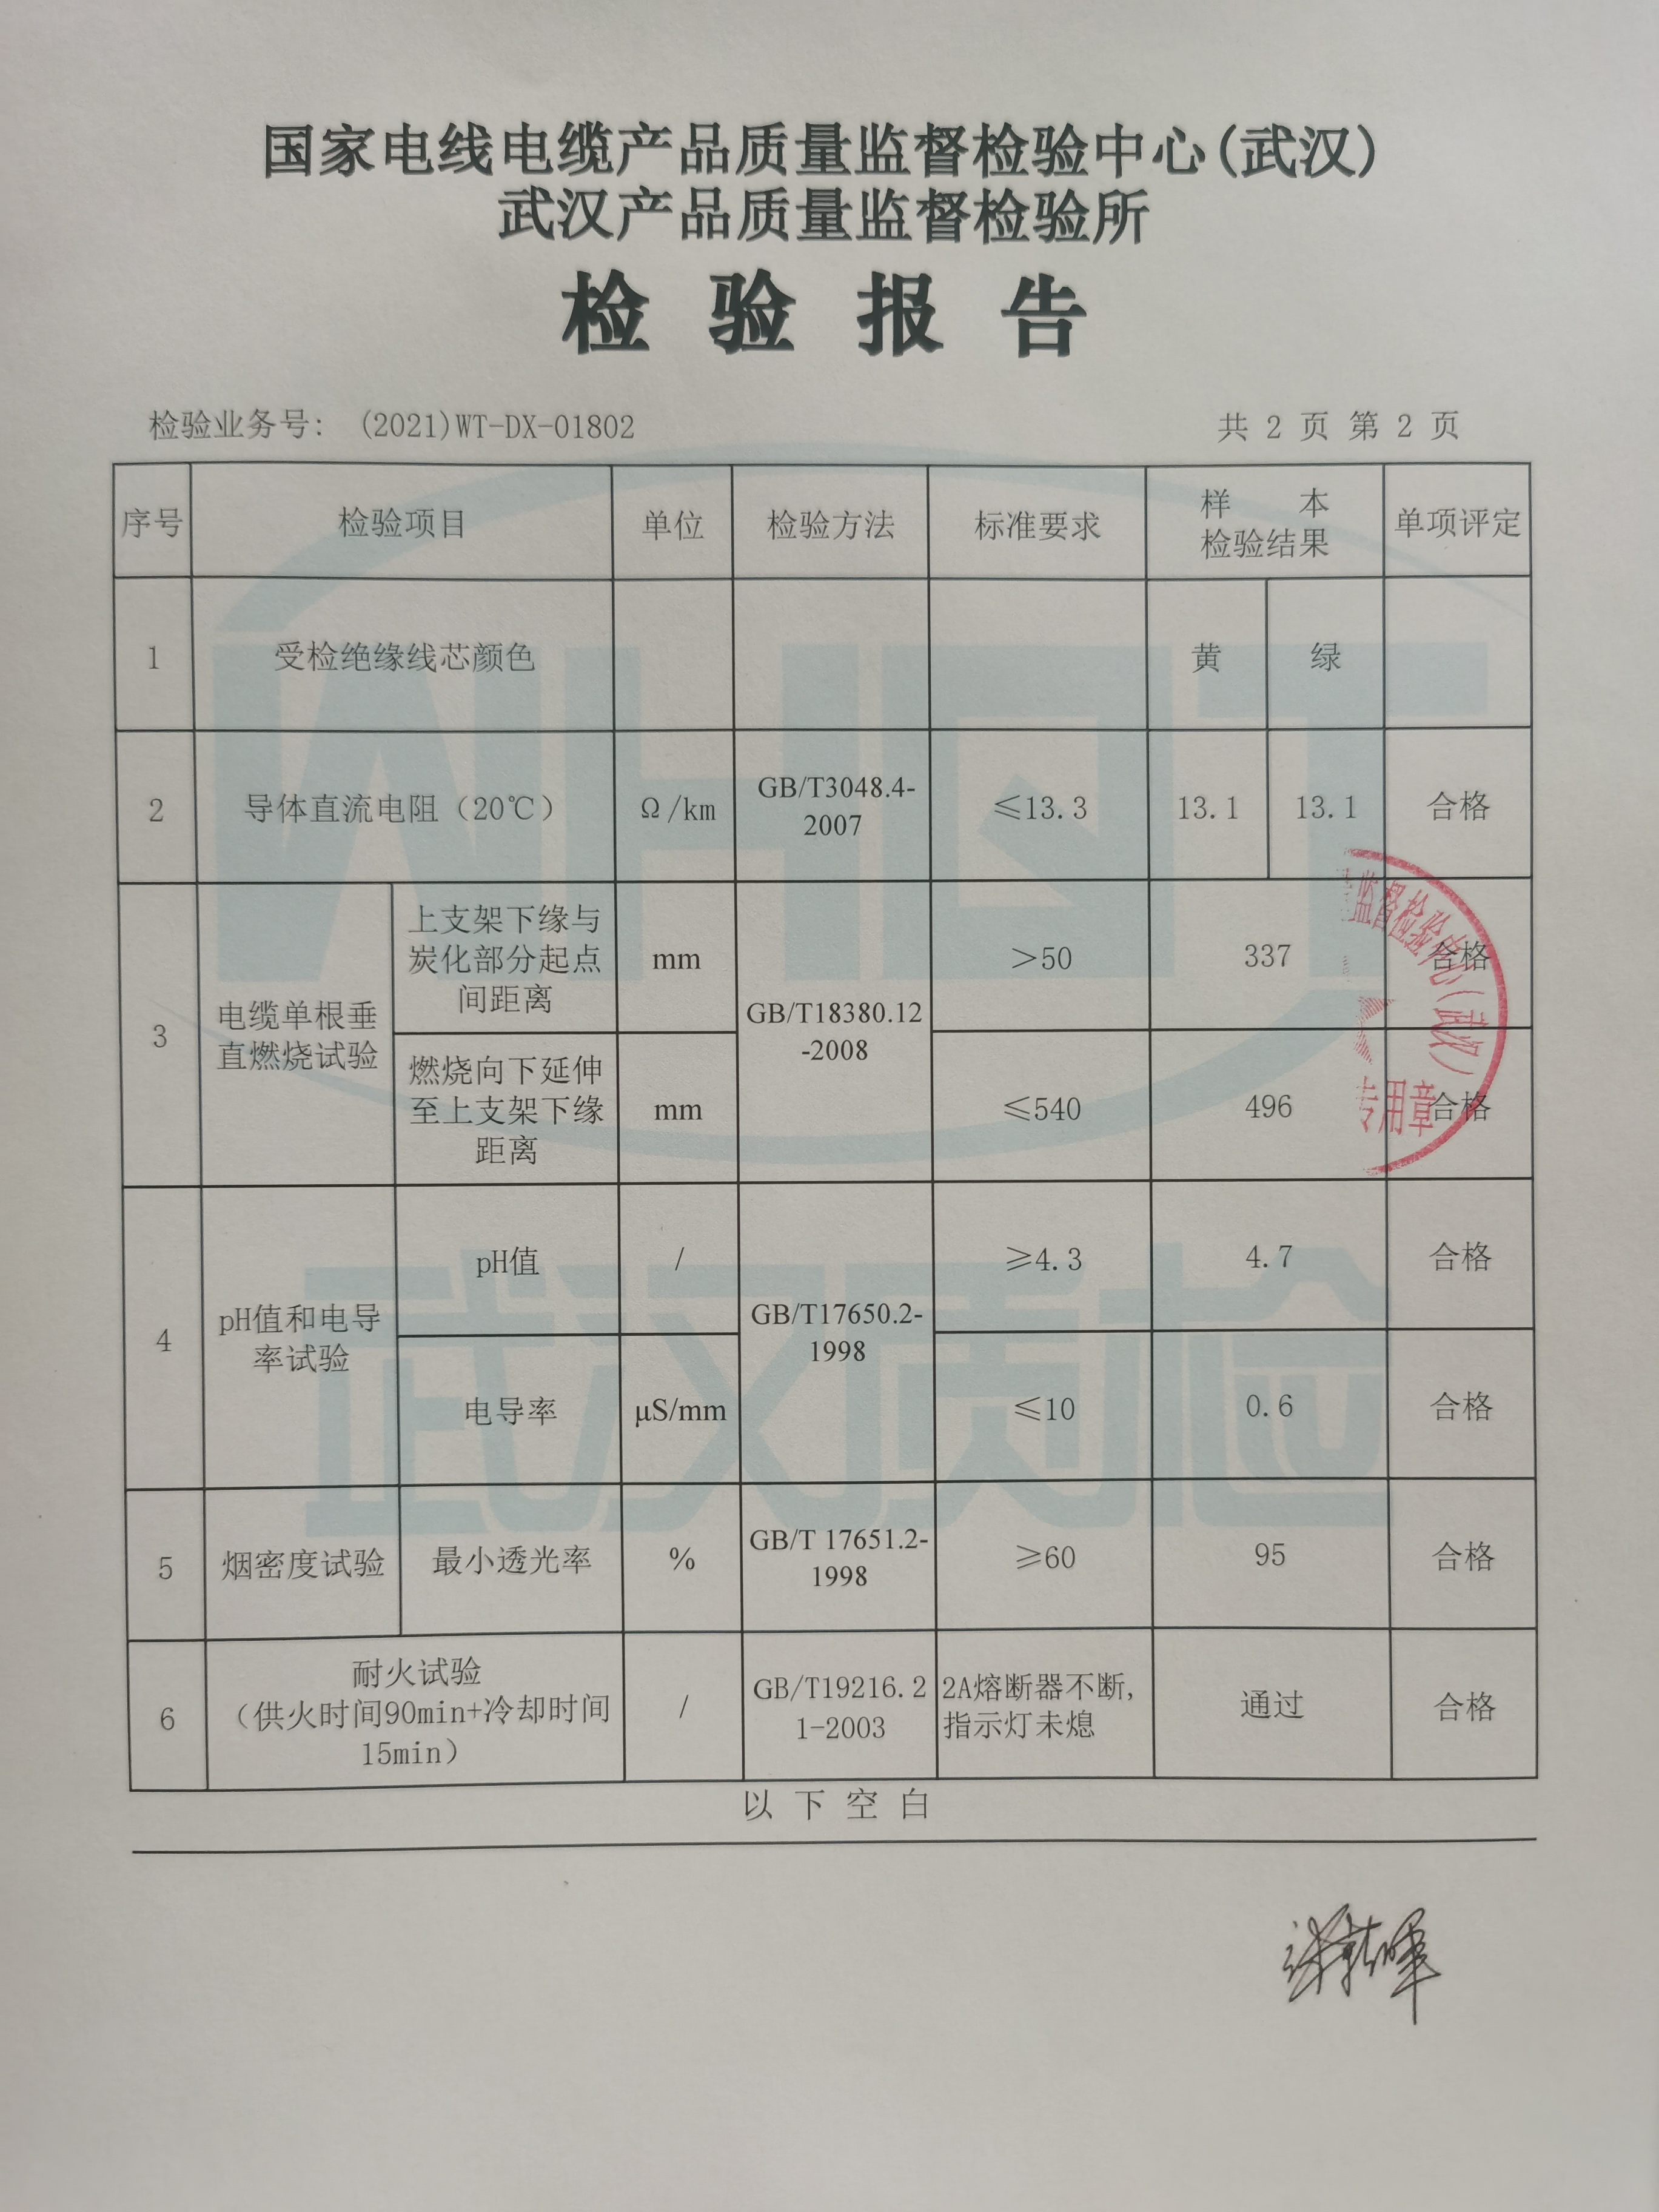 国家电线电缆产品质量监督检验中心(武汉)
武汉产品质量监督检验所
检验报告
检验业务号： (2021)WT-DX-01802
共 2 页 第 2 页
序号
检验项目
单位
检验方法
标准要求
样 本
检验结果
单项评定
1
受检绝缘线芯颜色
黄
绿
2
导体直流电阻（20℃）
Ω/km
GB/T3048.4-
2007
≤13.3
13.1
13.1
合格
3
电缆单根垂
直燃烧试验
上支架下缘与
炭化部分起点
间距离
mm
GB/T18380.12
-2008
>50
337
合格
燃烧向下延伸
至上支架下缘
距离
mm
≤540
496
合格
4
pH值和电导
率试验
pH值
/
GB/T17650.2-
1998
≥4.3
4.7
合格
电导率
μS/mm
≤10
0.6
合格
5
烟密度试验
最小透光率
%
GB/T 17651.2-
1998
≥60
95
合格
6
耐火试验
（供火时间90min+冷却时间
15min）
/
GB/T19216.2
1-2003
2A熔断器不断,
指示灯未熄
通过
合格
以下空白
监督检验中心(武汉)
专用章
WHQT
武汉质检